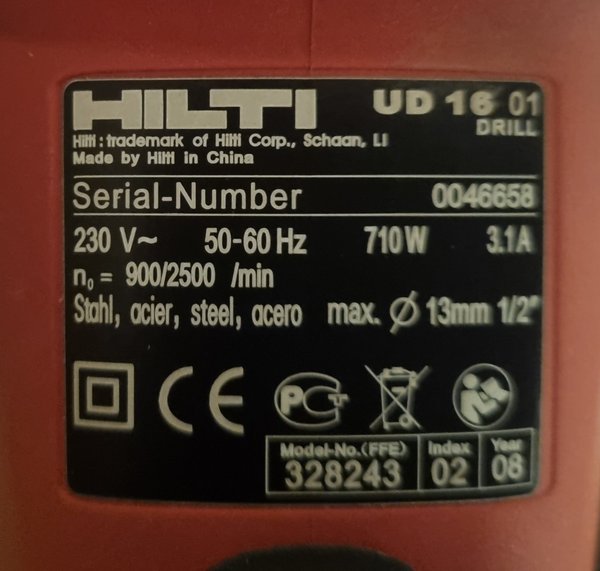 HILTI UD 16 01
DRILL
Hilti : trademark of Hilti Corp., Schaan, LI
Made by Hilti in China
Serial-Number 0046658
230 V~ 50-60 Hz 710 W 3.1A
n₀ = 900/2500 /min
Stahl, acier, steel, acero max. Ø 13mm 1/2"
CE PCT
Model-No.(FFE) Index Year
328243 02 08